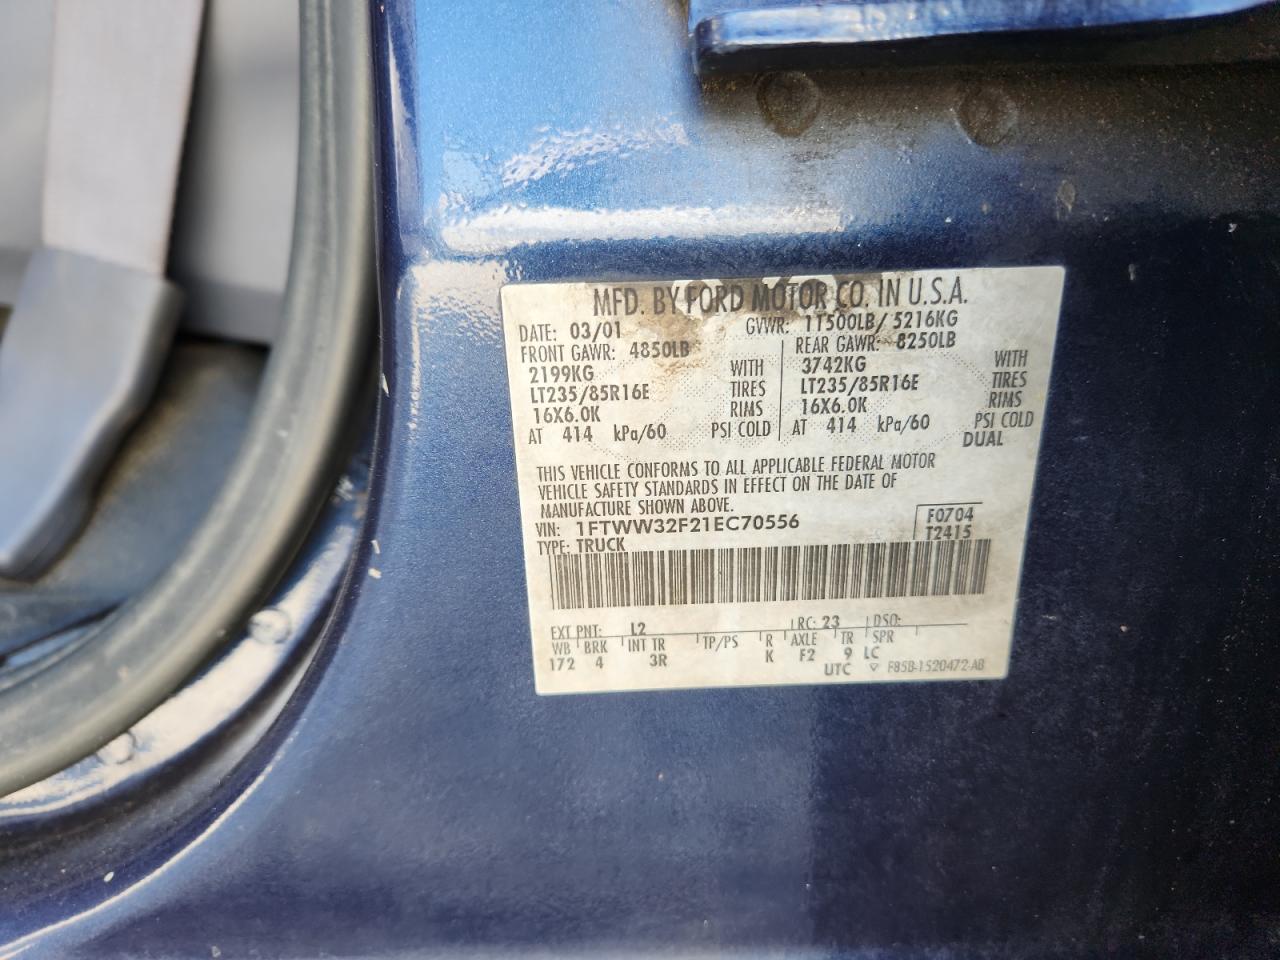 MFD. BY FORD MOTOR CO. IN U.S.A.
DATE: 03/01 GVWR: 11500LB/ 5216KG
FRONT GAWR: 4850LB REAR GAWR: 8250LB
2199KG WITH 3742KG WITH
LT235/85R16E TIRES LT235/85R16E TIRES
16X6.0K RIMS 16X6.0K RIMS
AT 414 kPa/60 PSI COLD AT 414 kPa/60 PSI COLD
DUAL
THIS VEHICLE CONFORMS TO ALL APPLICABLE FEDERAL MOTOR
VEHICLE SAFETY STANDARDS IN EFFECT ON THE DATE OF
MANUFACTURE SHOWN ABOVE.
VIN: 1FTWW32F21EC70556 F0704
TYPE: TRUCK T2415
EXT PNT: L2 RC: 23 DSO:
WB BRK INT TR TP/PS R AXLE TR SPR
172 4 3R K F2 9 LC
UTC ▽ F85B-1520472-AB